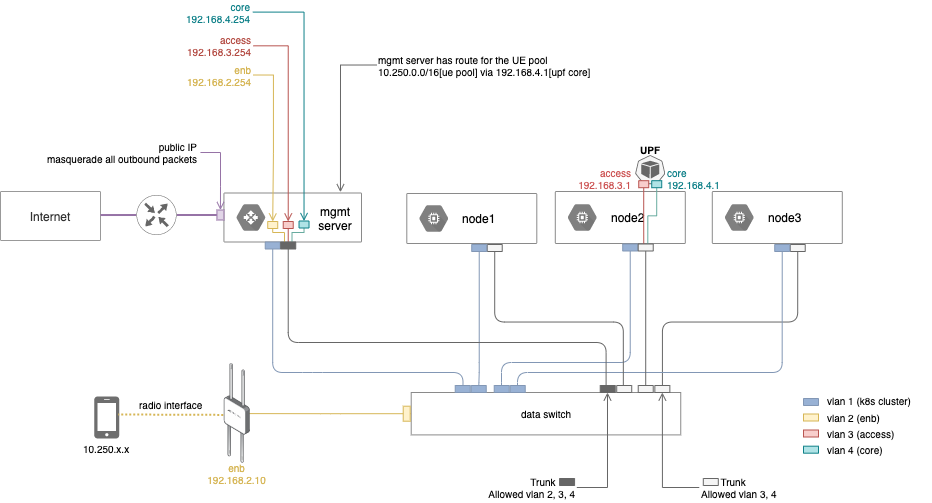 core
192.168.4.254
access
192.168.3.254
enb
192.168.2.254
mgmt server has route for the UE pool
10.250.0.0/16[ue pool] via 192.168.4.1[upf core]
public IP
masquerade all outbound packets
UPF
access
192.168.3.1
core
192.168.4.1
Internet
mgmt
server
node1
node2
node3
radio interface
10.250.x.x
enb
192.168.2.10
data switch
vlan 1 (k8s cluster)
vlan 2 (enb)
vlan 3 (access)
vlan 4 (core)
Trunk
Allowed vlan 2, 3, 4
Trunk
Allowed vlan 3, 4